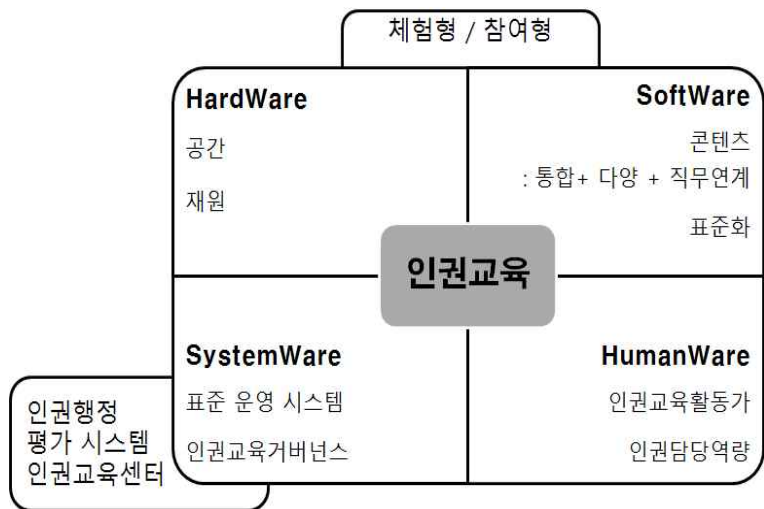 체험형 / 참여형
HardWare
공간
재원
SoftWare
콘텐츠
: 통합+ 다양 + 직무연계
표준화
인권교육
SystemWare
표준 운영 시스템
인권교육거버넌스
HumanWare
인권교육활동가
인권담당역량
인권행정
평가 시스템
인권교육센터